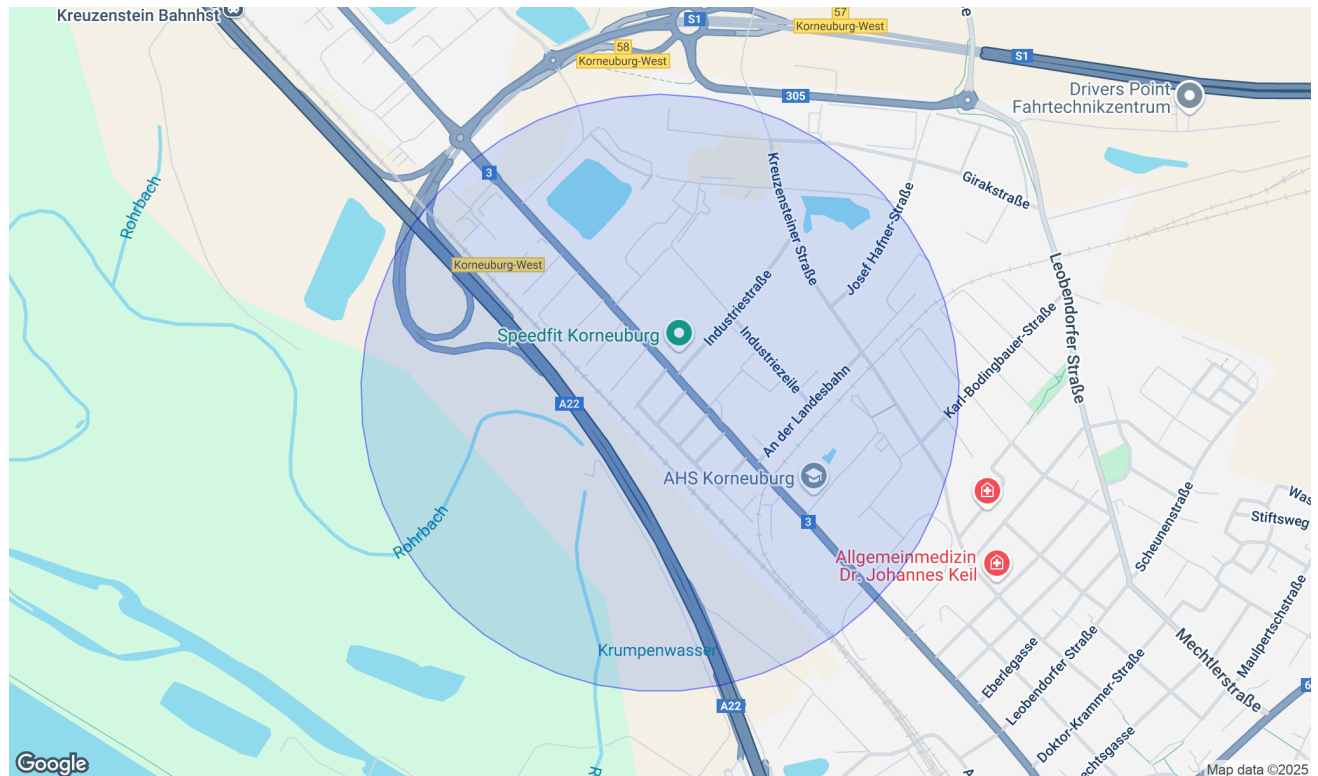 Kreuzenstein Bahnhst
57
Korneuburg-West
S1
58
Korneuburg-West
S1
305
Drivers Point
Fahrtechnikzentrum
3
Rohrbach
Kreuzensteiner Straße
Girakstraße
Josef Hafner-Straße
Korneuburg-West
Leobendorfer Straße
Speedfit Korneuburg
Industriestraße
Industriezeile
Karl-Bodingbauer-Straße
A22
An der Landesbahn
AHS Korneuburg
3
Rohrbach
Scheunenstraße
Stiftsweg
Allgemeinmedizin
Dr. Johannes Keil
Maulpertschstraße
Krumpenwasser
Eberlegasse
Leobendorfer Straße
Mechtlerstraße
Doktor-Krammer-Straße
A22
6
Google
Map data ©2025